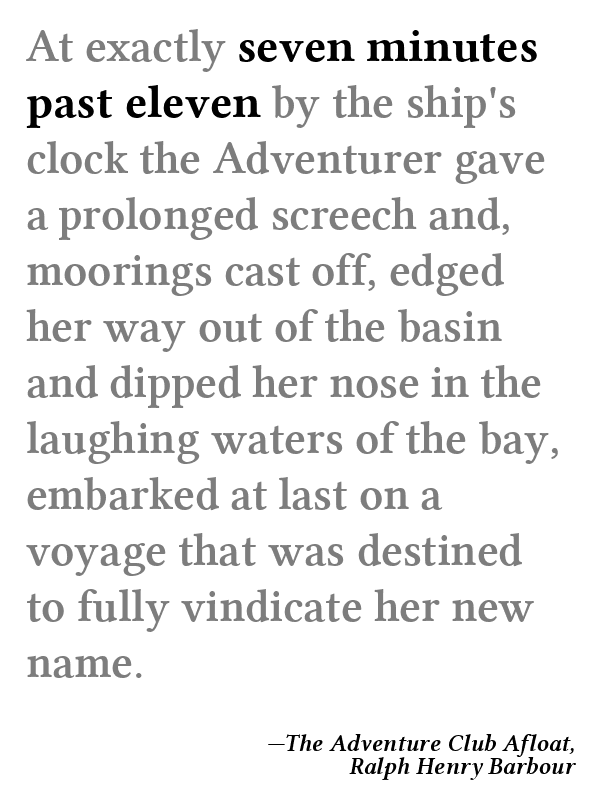 At exactly seven minutes
past eleven by the ship's
clock the Adventurer gave
a prolonged screech and,
moorings cast off, edged
her way out of the basin
and dipped her nose in the
laughing waters of the bay,
embarked at last on a
voyage that was destined
to fully vindicate her new
name.
—The Adventure Club Afloat,
Ralph Henry Barbour